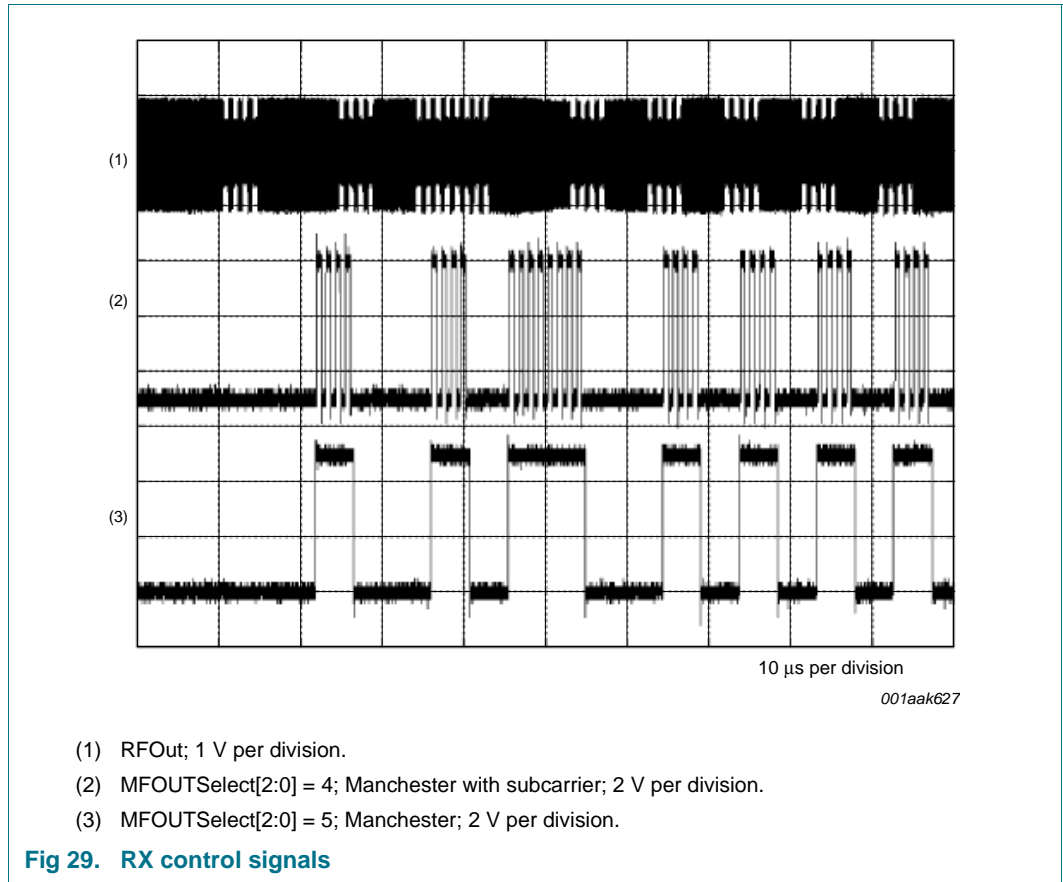 (1)
(2)
(3)
10 μs per division
001aak627
(1) RFOut; 1 V per division.
(2) MFOUTSelect[2:0] = 4; Manchester with subcarrier; 2 V per division.
(3) MFOUTSelect[2:0] = 5; Manchester; 2 V per division.
Fig 29. RX control signals